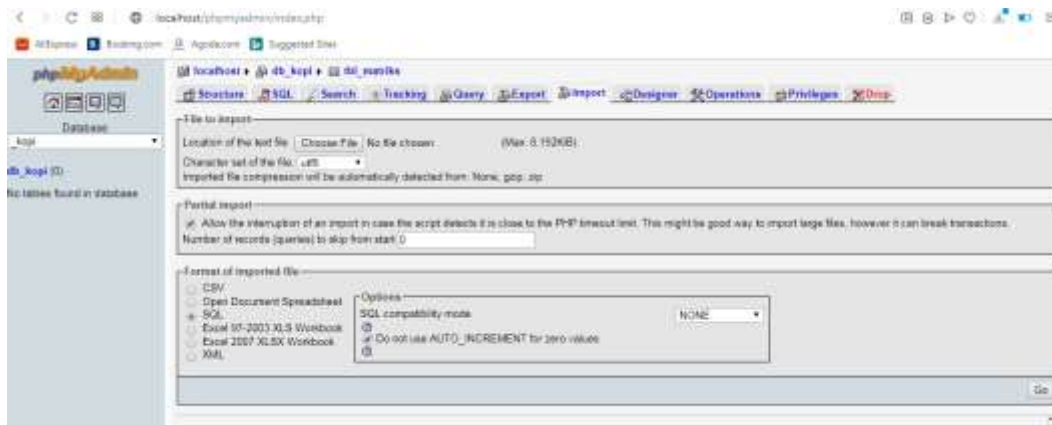 localhost/phpmyadmin/index.php
AliExpress Booking.com Agoda.com Suggested Sites
phpMyAdmin
Database
_kopi
db_kopi (0)
No tables found in database
localhost ▸ db_kopi ▸
Structure SQL Search Tracking Query Export Import Designer Operations Privileges Drop
File to import
Location of the text file Choose File No file chosen (Max: 8,192KiB)
Character set of the file: utf8
Imported file compression will be automatically detected from: None, gzip, zip
Partial import
Allow the interruption of an import in case the script detects it is close to the PHP timeout limit. This might be good way to import large files, however it can break transactions.
Number of records (queries) to skip from start 0
Format of imported file
CSV
Open Document Spreadsheet
SQL
Excel 97-2003 XLS Workbook
Excel 2007 XLSX Workbook
XML
Options
SQL compatibility mode NONE
Do not use AUTO_INCREMENT for zero values
Go